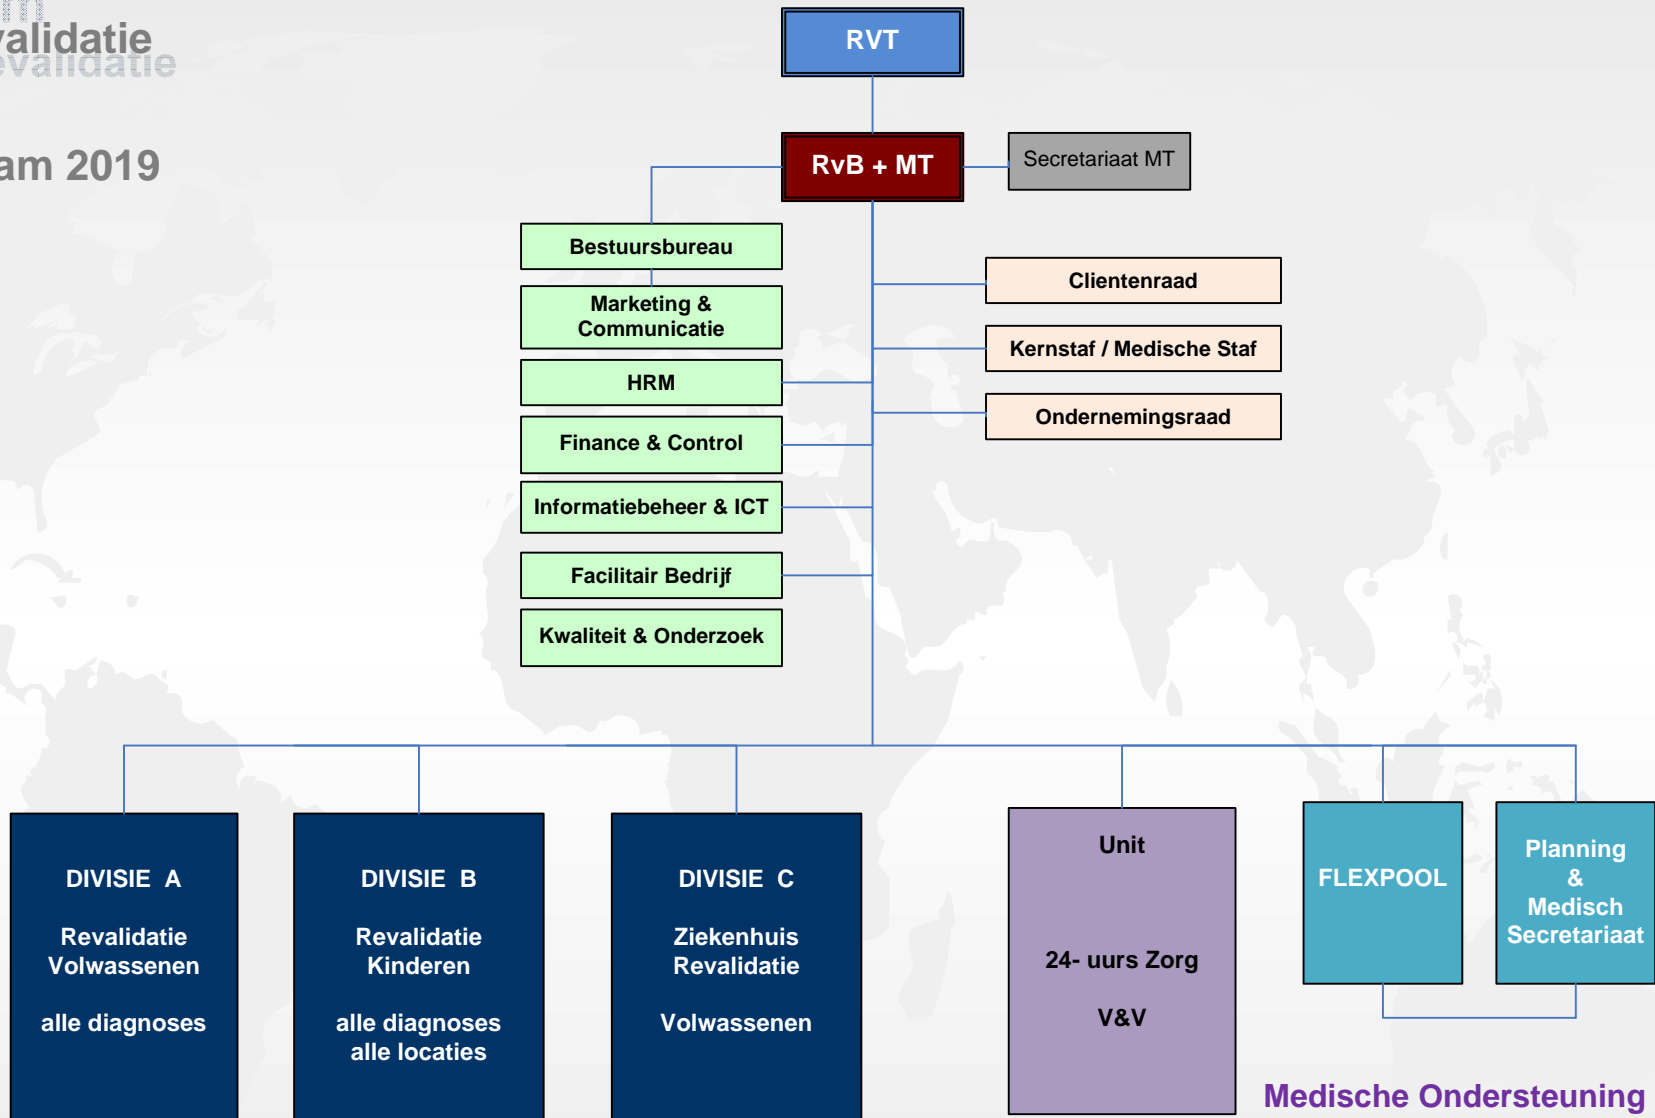 validatie
am 2019
RVT
RvB + MT
Secretariaat MT
Bestuursbureau
Marketing &
Communicatie
HRM
Finance & Control
Informatiebeheer & ICT
Facilitair Bedrijf
Kwaliteit & Onderzoek
Clientenraad
Kernstaf / Medische Staf
Ondernemingsraad
DIVISIE A
Revalidatie
Volwassenen
alle diagnoses
DIVISIE B
Revalidatie
Kinderen
alle diagnoses
alle locaties
DIVISIE C
Ziekenhuis
Revalidatie
Volwassenen
Unit
24- uurs Zorg
V&V
FLEXPOOL
Planning
&
Medisch
Secretariaat
Medische Ondersteuning